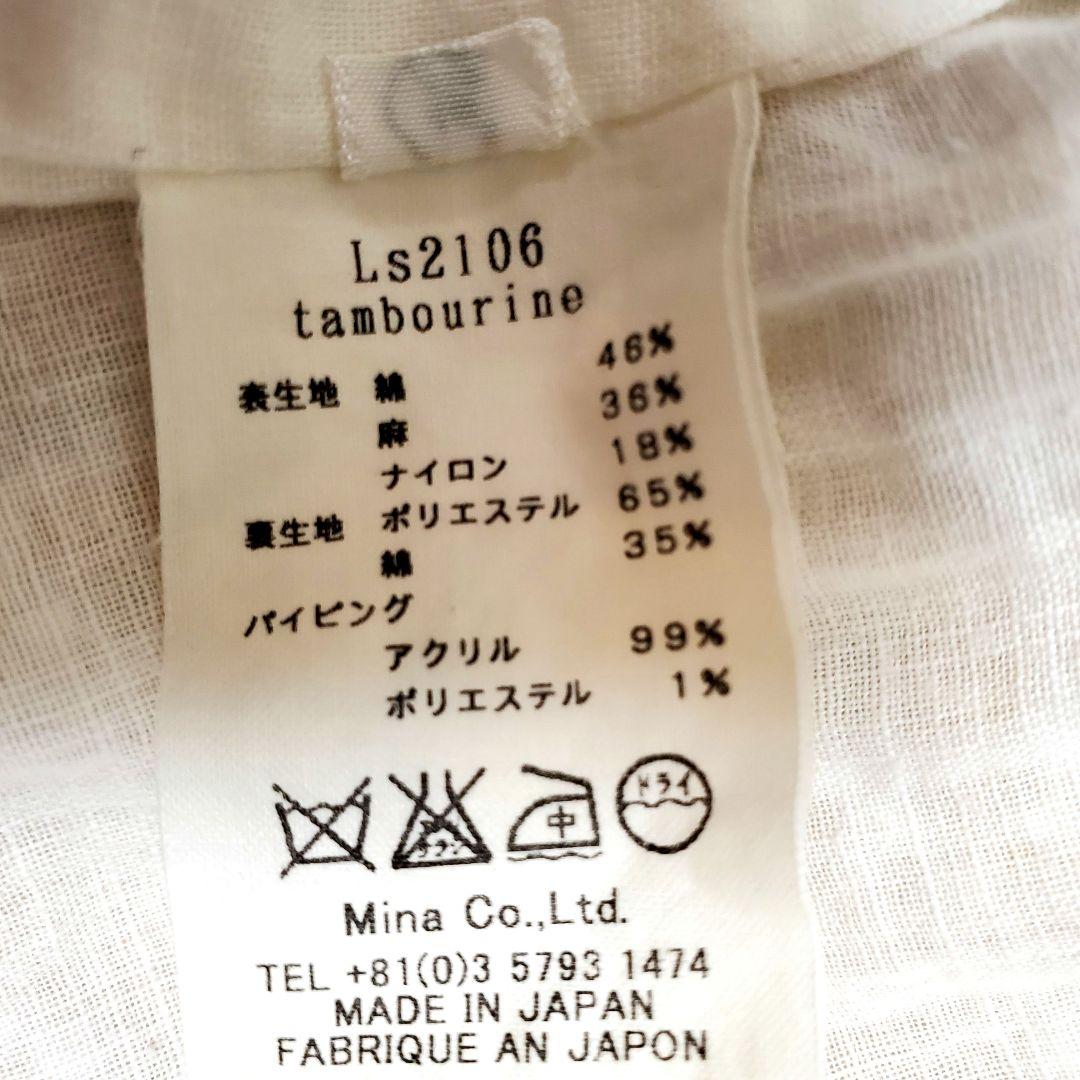 Ls2106
tambourine
表生地 綿 46%
麻 36%
ナイロン 18%
裏生地 ポリエステル 65%
綿 35%
パイピング
アクリル 99%
ポリエステル 1%
中 ドライ
Mina Co.,Ltd.
TEL +81(0)3 5793 1474
MADE IN JAPAN
FABRIQUE AN JAPON